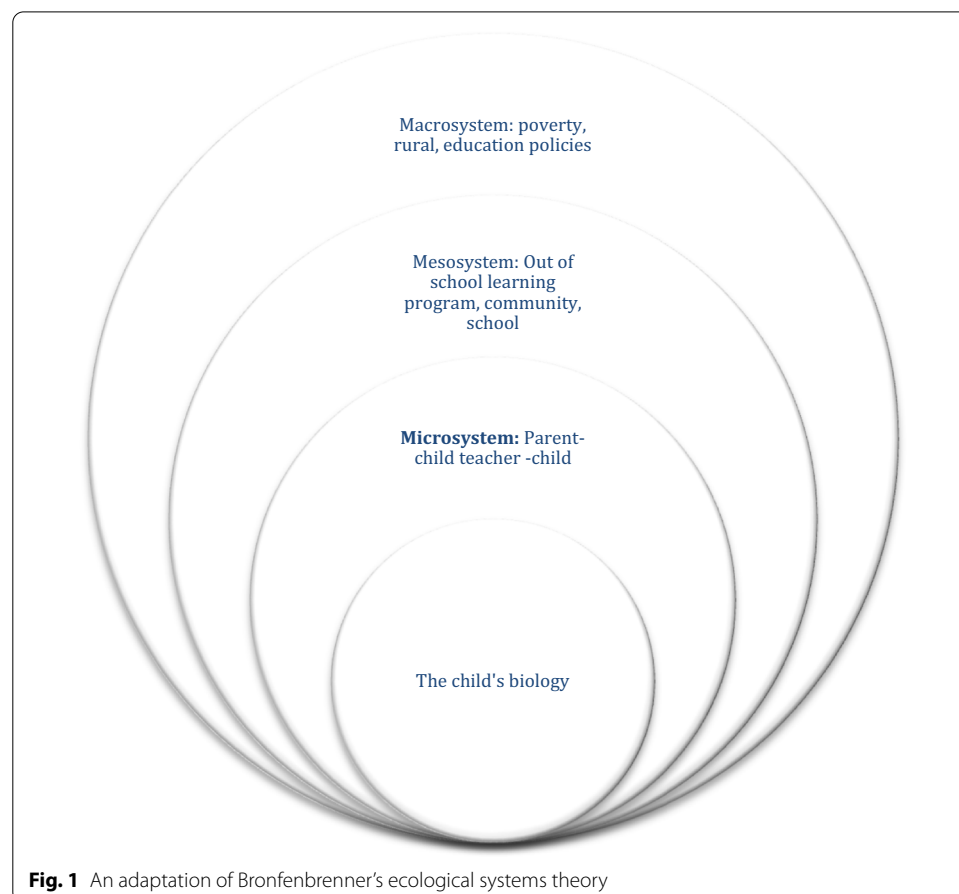 Macrosystem: poverty,
rural, education policies
Mesosystem: Out of
school learning
program, community,
school
Microsystem: Parent-
child teacher -child
The child's biology
Fig. 1 An adaptation of Bronfenbrenner's ecological systems theory